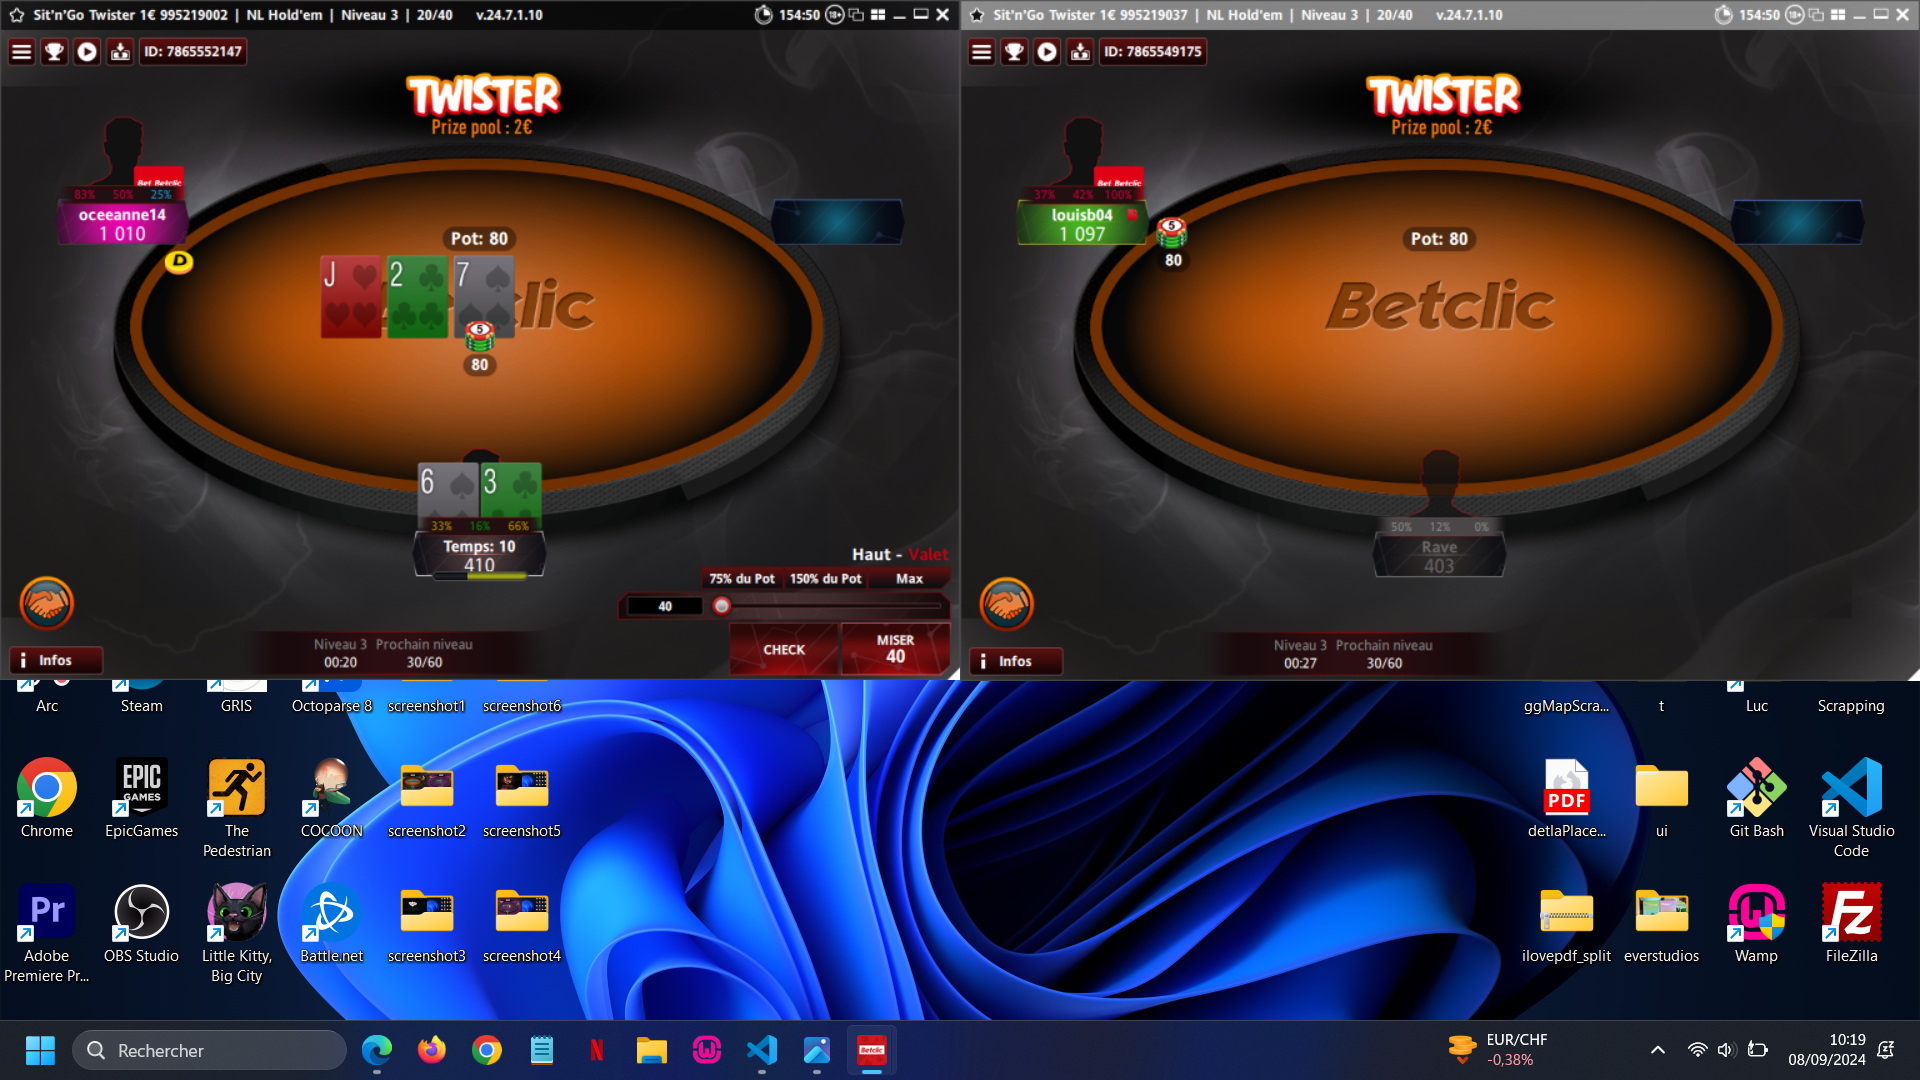 Sit'n'Go Twister 1€ 995219002 | NL Hold'em | Niveau 3 | 20/40 v.24.7.1.10
154:50 18+
ID: 7865552147
TWISTER
Prize pool : 2€
Bet Betclic
83% 50% 25%
oceeanne14
1 010
D
Pot: 80
J 2 7
Betclic
5
80
6 3
33% 16% 66%
Temps: 10
410
Haut - Valet
75% du Pot 150% du Pot Max
40
CHECK
MISER
40
Niveau 3 Prochain niveau
00:20 30/60
i Infos
Sit'n'Go Twister 1€ 995219037 | NL Hold'em | Niveau 3 | 20/40 v.24.7.1.10
154:50 18+
ID: 7865549175
TWISTER
Prize pool : 2€
Bet Betclic
37% 42% 100%
louisb04
1 097
5
80
Pot: 80
Betclic
50% 12% 0%
Rave
403
Niveau 3 Prochain niveau
00:27 30/60
i Infos
Arc
Steam
GRIS
Octoparse 8
screenshot1
screenshot6
ggMapScra...
t
Luc
Scrapping
EPIC
GAMES
PDF
Chrome
EpicGames
The
Pedestrian
COCOON
screenshot2
screenshot5
detlaPlace...
ui
Git Bash
Visual Studio
Code
Pr
Fz
Adobe
Premiere Pr...
OBS Studio
Little Kitty,
Big City
Battle.net
screenshot3
screenshot4
ilovepdf_split
everstudios
Wamp
FileZilla
Rechercher
N
Betclic
EUR/CHF
-0,38%
10:19
08/09/2024